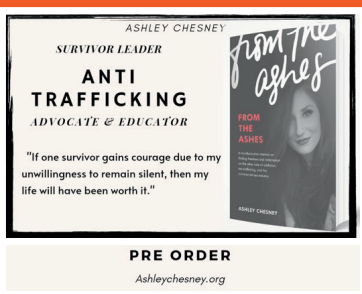 ASHLEY CHESNEY
SURVIVOR LEADER
ANTI
TRAFFICKING
ADVOCATE & EDUCATOR
"If one survivor gains courage due to my
unwillingness to remain silent, then my
life will have been worth it."
from the
ashes
FROM
THE
ASHES
ASHLEY CHESNEY
PRE ORDER
Ashleychesney.org